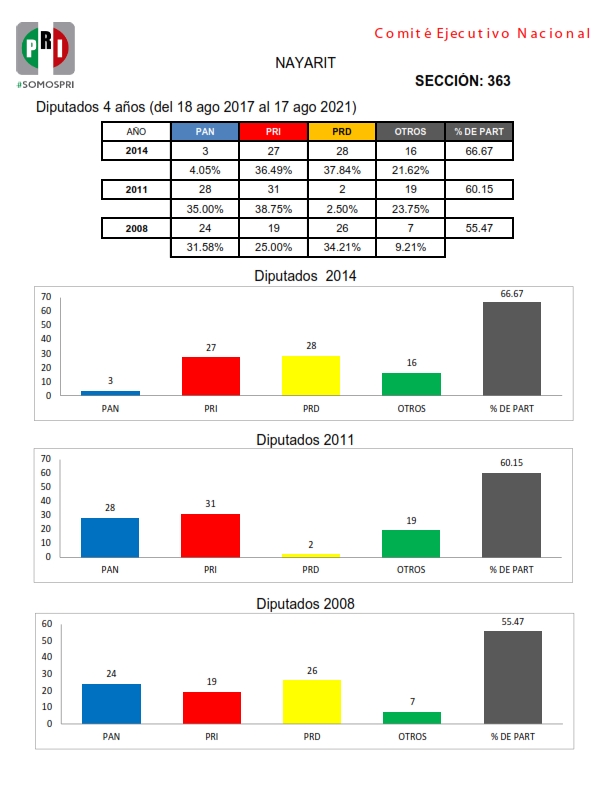 Comité Ejecutivo Nacional
PRI
#SOMOSPRI
NAYARIT
SECCIÓN: 363
Diputados 4 años (del 18 ago 2017 al 17 ago 2021)
AÑO PAN PRI PRD OTROS % DE PART
2014 3 27 28 16 66.67
4.05% 36.49% 37.84% 21.62%
2011 28 31 2 19 60.15
35.00% 38.75% 2.50% 23.75%
2008 24 19 26 7 55.47
31.58% 25.00% 34.21% 9.21%
Diputados 2014
70
60
50
40
30
20
10
0
3
27
28
16
66.67
PAN PRI PRD OTROS % DE PART
Diputados 2011
70
60
50
40
30
20
10
0
28
31
2
19
60.15
PAN PRI PRD OTROS % DE PART
Diputados 2008
60
50
40
30
20
10
0
24
19
26
7
55.47
PAN PRI PRD OTROS % DE PART